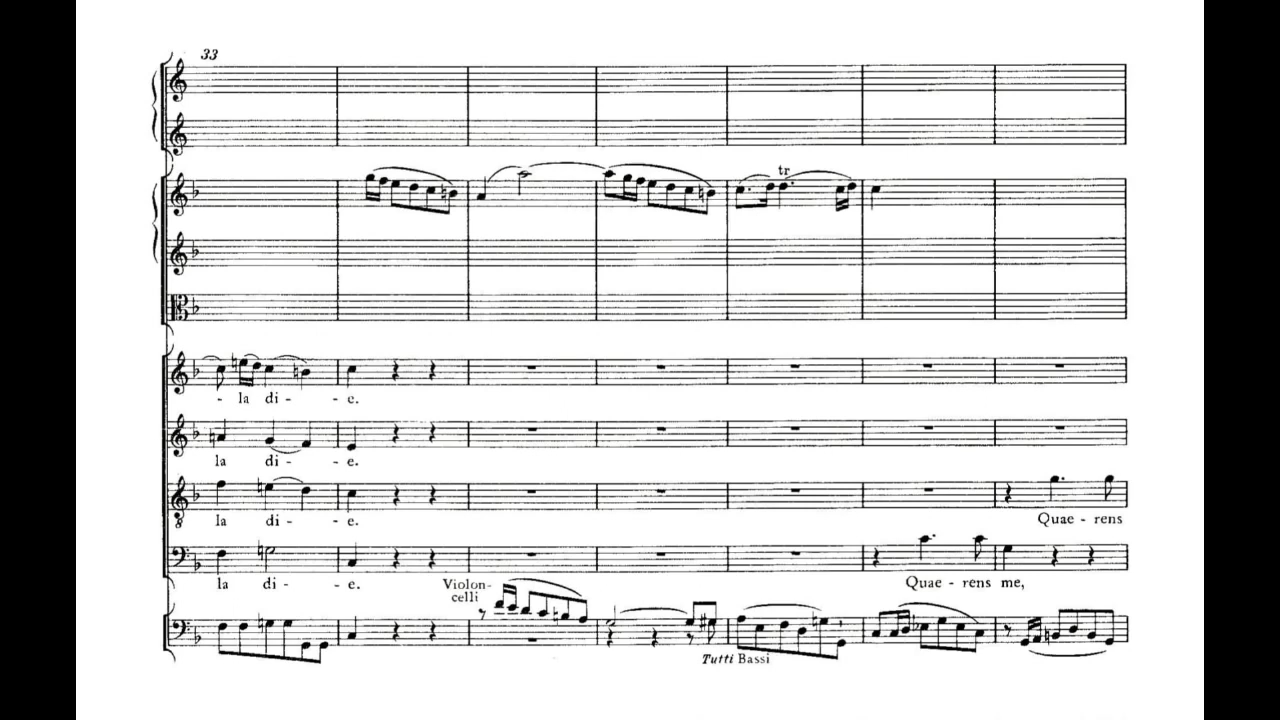 33
tr
- la di - - e.
la di - - e.
la di - - e.
Quae - rens
la di - - e.
Violon-
celli
Quae - rens me,
Tutti Bassi